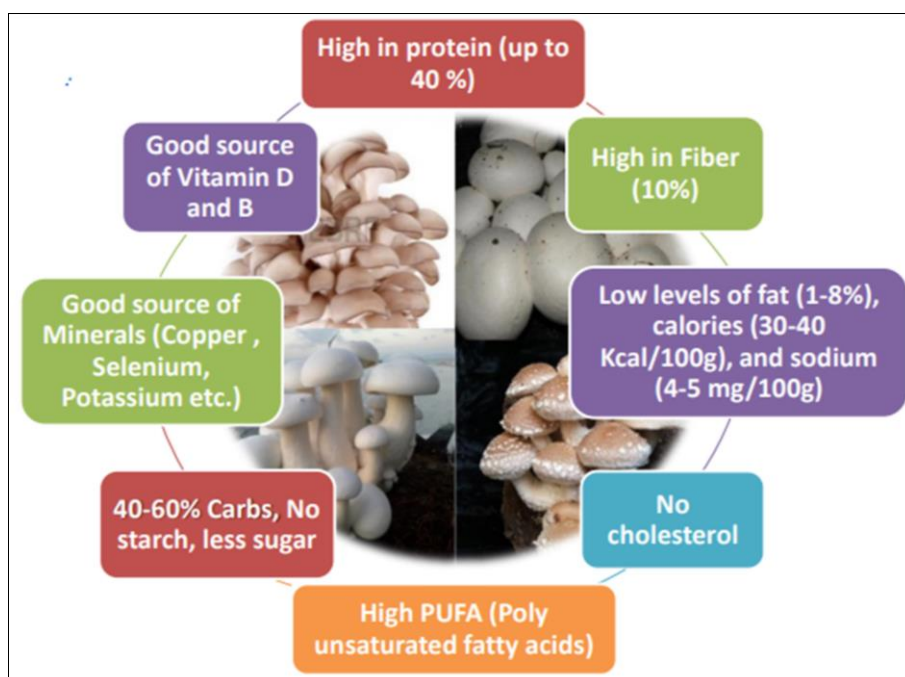 High in protein (up to
40 %)
High in Fiber
(10%)
Low levels of fat (1-8%),
calories (30-40
Kcal/100g), and sodium
(4-5 mg/100g)
No
cholesterol
High PUFA (Poly
unsaturated fatty acids)
40-60% Carbs, No
starch, less sugar
Good source of
Minerals (Copper ,
Selenium,
Potassium etc.)
Good source
of Vitamin D
and B